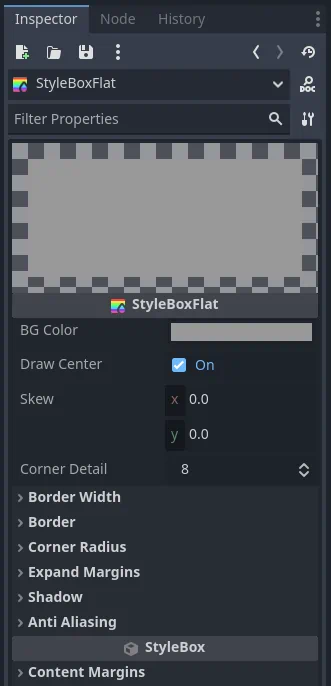 Inspector Node History
StyleBoxFlat
DOC
Filter Properties
StyleBoxFlat
BG Color
Draw Center On
Skew x 0.0
y 0.0
Corner Detail 8
Border Width
Border
Corner Radius
Expand Margins
Shadow
Anti Aliasing
StyleBox
Content Margins